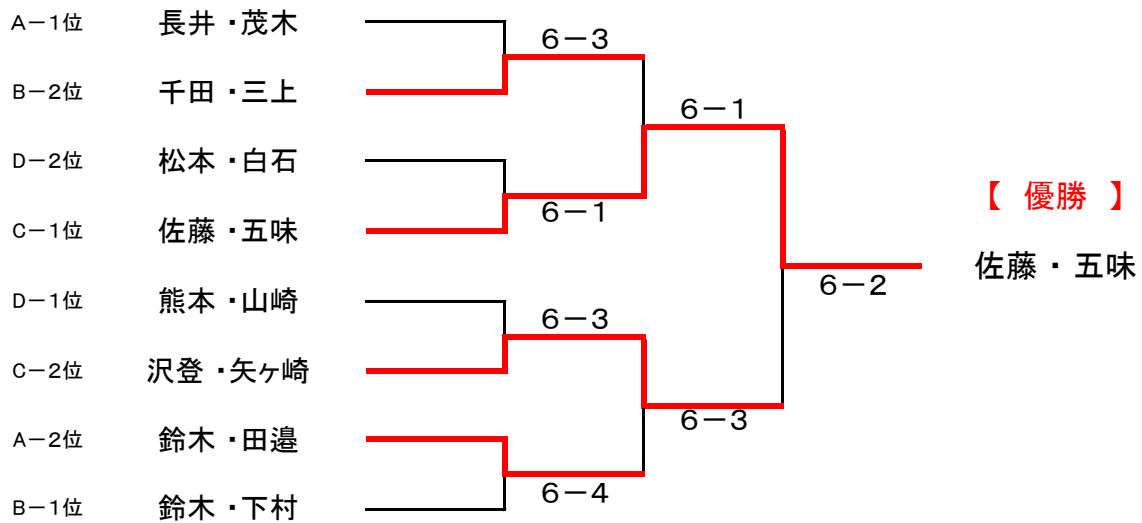 A－1位 長井・茂木
6－3
B－2位 千田・三上
6－1
D－2位 松本・白石
【 優勝 】
6－1
C－1位 佐藤・五味
佐藤・五味
6－2
D－1位 熊本・山崎
6－3
C－2位 沢登・矢ヶ崎
6－3
A－2位 鈴木・田邉
6－4
B－1位 鈴木・下村